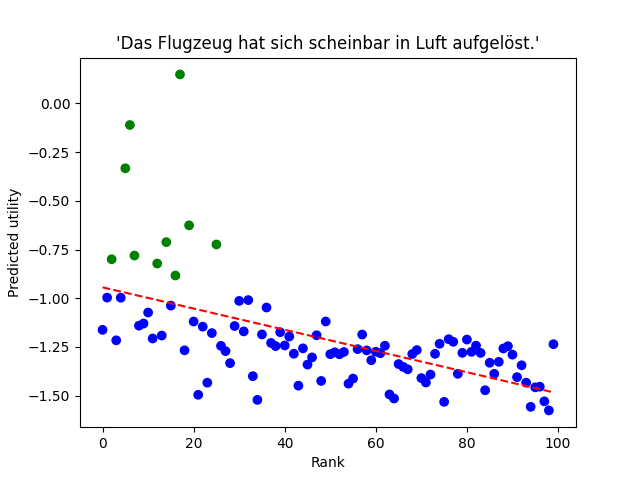 'Das Flugzeug hat sich scheinbar in Luft aufgelöst.'
0.00
−0.25
−0.50
−0.75
−1.00
−1.25
−1.50
Predicted utility
0 20 40 60 80 100
Rank